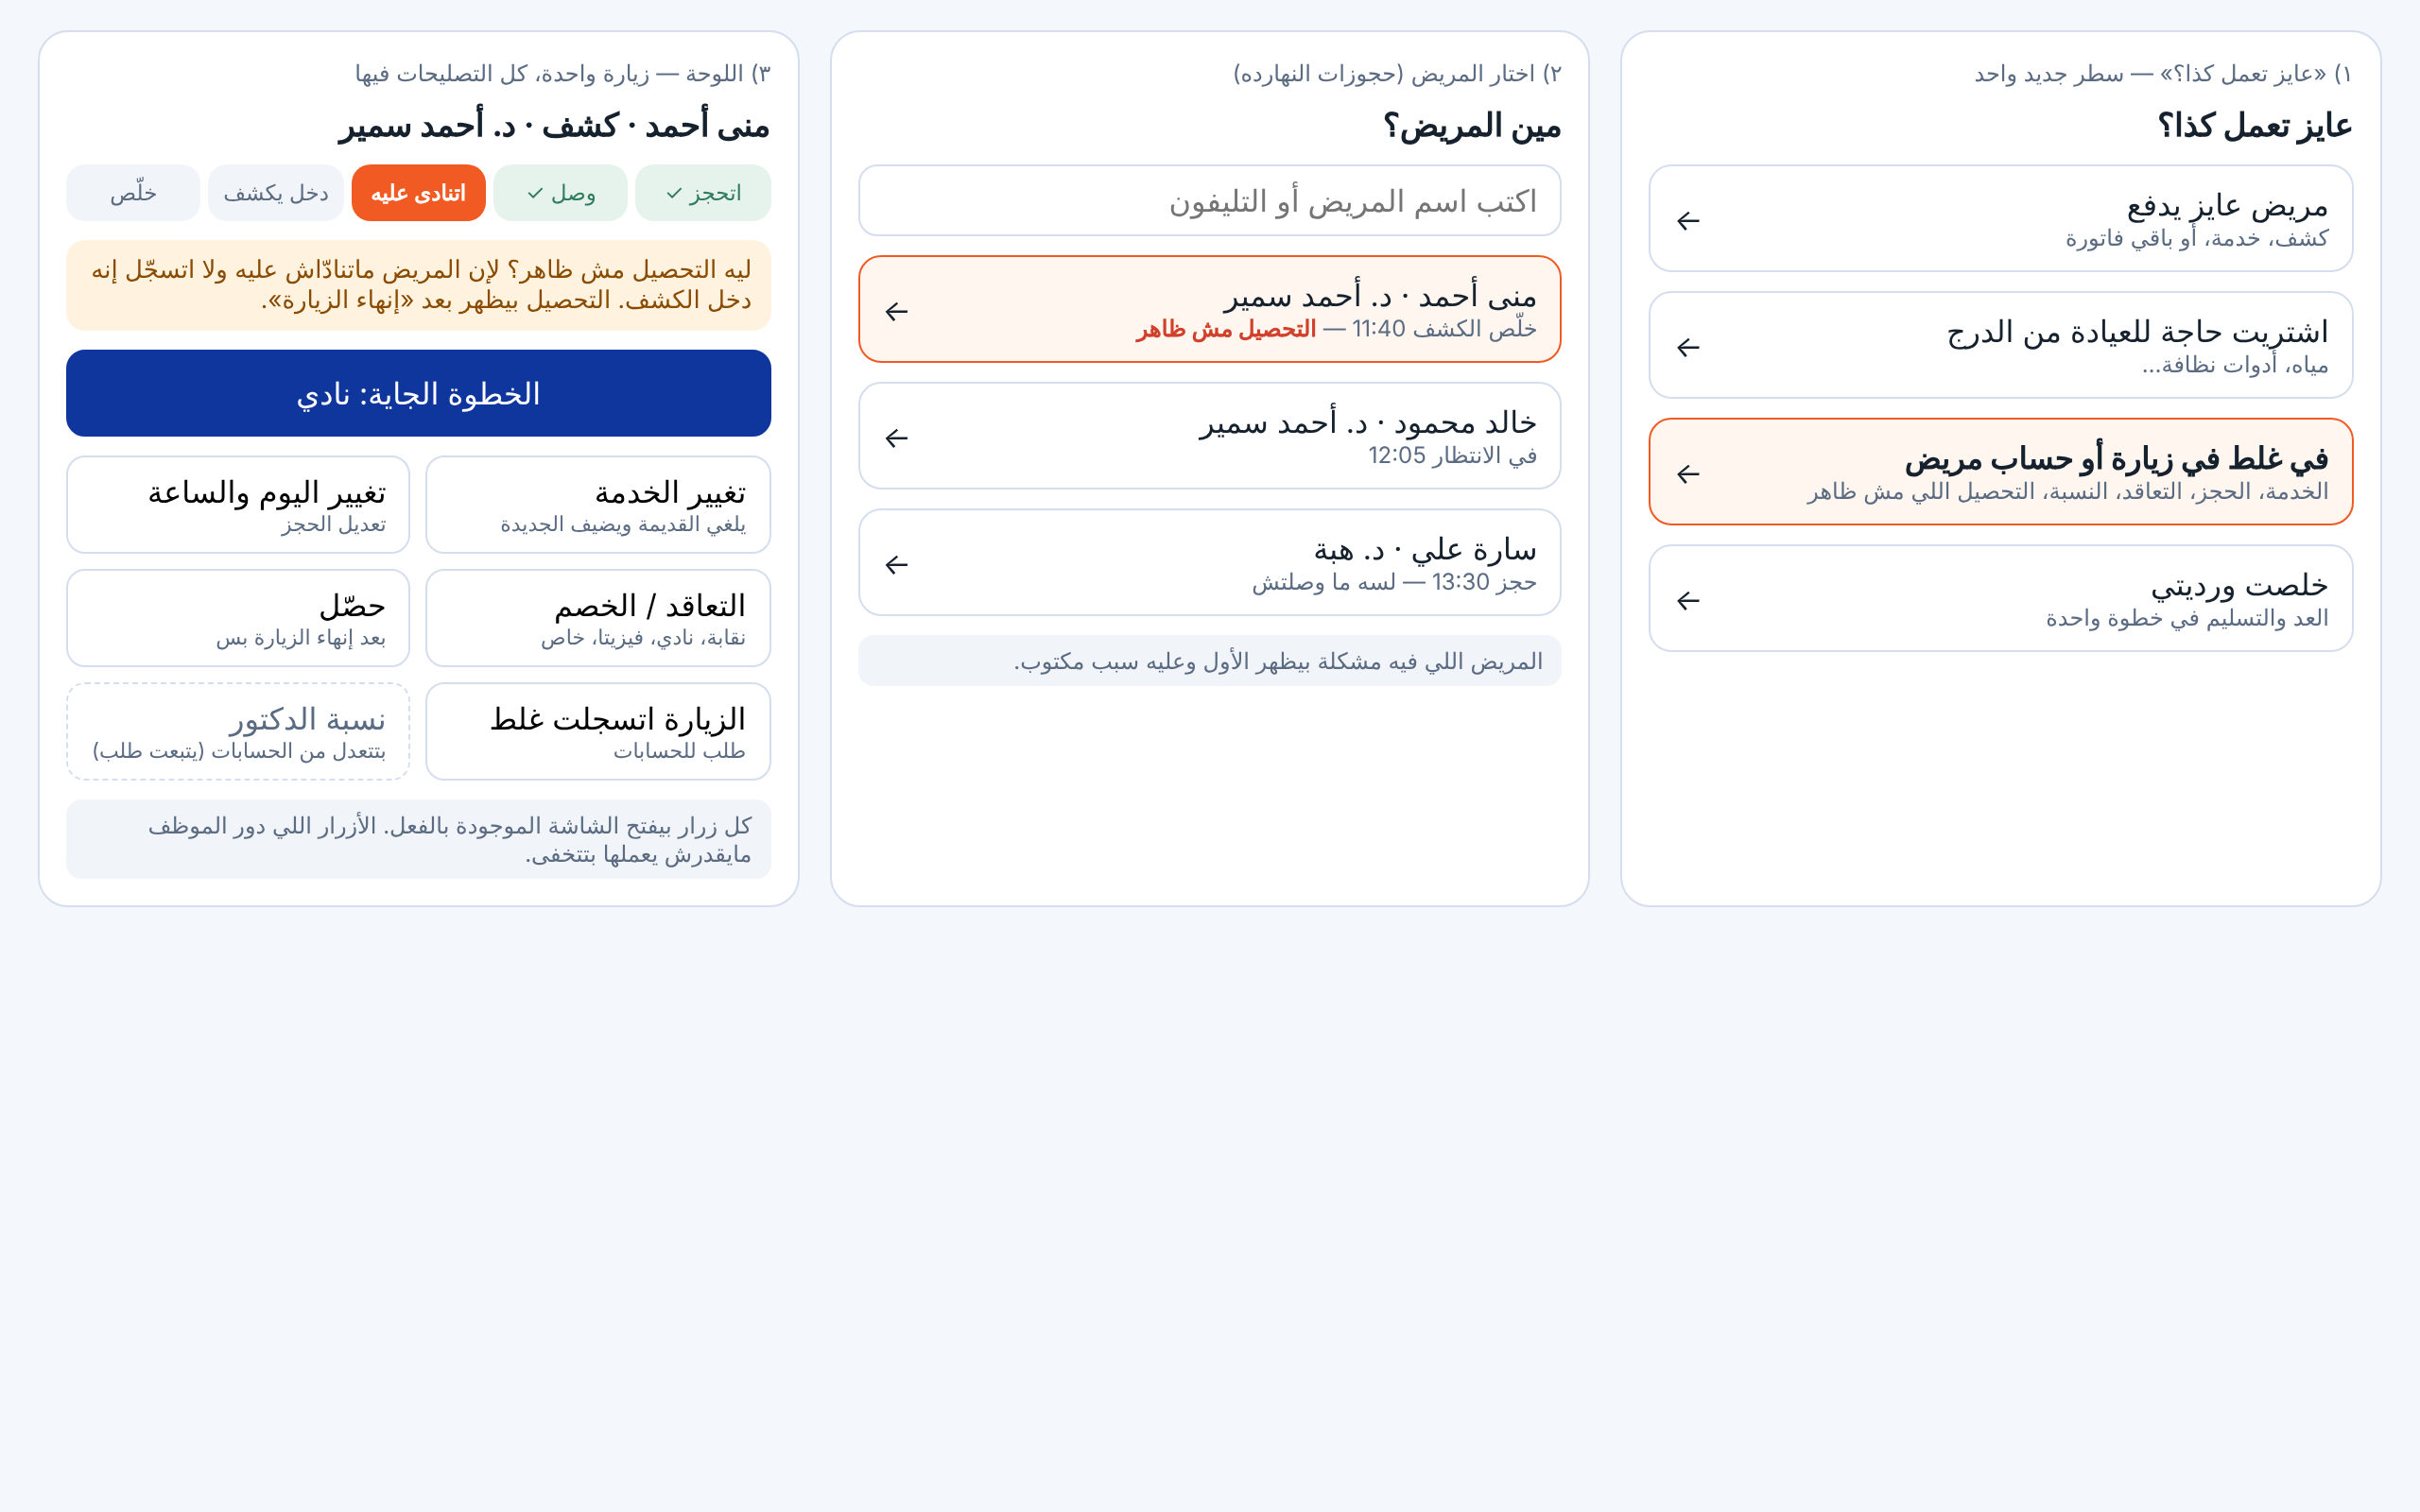 ١) «عايز تعمل كذا؟» — سطر جديد واحد
عايز تعمل كذا؟
مريض عايز يدفع
كشف، خدمة، أو باقي فاتورة
←
اشتريت حاجة للعيادة من الدرج
مياه، أدوات نظافة...
←
في غلط في زيارة أو حساب مريض
الخدمة، الحجز، التعاقد، النسبة، التحصيل اللي مش ظاهر
←
خلصت ورديتي
العد والتسليم في خطوة واحدة
←
٢) اختار المريض (حجوزات النهارده)
مين المريض؟
اكتب اسم المريض أو التليفون
منى أحمد · د. أحمد سمير
خلّص الكشف 11:40 — التحصيل مش ظاهر
←
خالد محمود · د. أحمد سمير
في الانتظار 12:05
←
سارة علي · د. هبة
حجز 13:30 — لسه ما وصلتش
←
المريض اللي فيه مشكلة بيظهر الأول وعليه سبب مكتوب.
٣) اللوحة — زيارة واحدة، كل التصليحات فيها
منى أحمد · كشف · د. أحمد سمير
اتحجز ✓ وصل ✓ اتنادى عليه دخل يكشف خلّص
ليه التحصيل مش ظاهر؟ لإن المريض ماتنادّاش عليه ولا اتسجّل إنه
دخل الكشف. التحصيل بيظهر بعد «إنهاء الزيارة».
الخطوة الجاية: نادي
تغيير الخدمة
يلغي القديمة ويضيف الجديدة
تغيير اليوم والساعة
تعديل الحجز
التعاقد / الخصم
نقابة، نادي، فيزيتا، خاص
حصّل
بعد إنهاء الزيارة بس
الزيارة اتسجلت غلط
طلب للحسابات
نسبة الدكتور
بتتعدل من الحسابات (يتبعت طلب)
كل زرار بيفتح الشاشة الموجودة بالفعل. الأزرار اللي دور الموظف
مايقدرش يعملها بتتخفى.